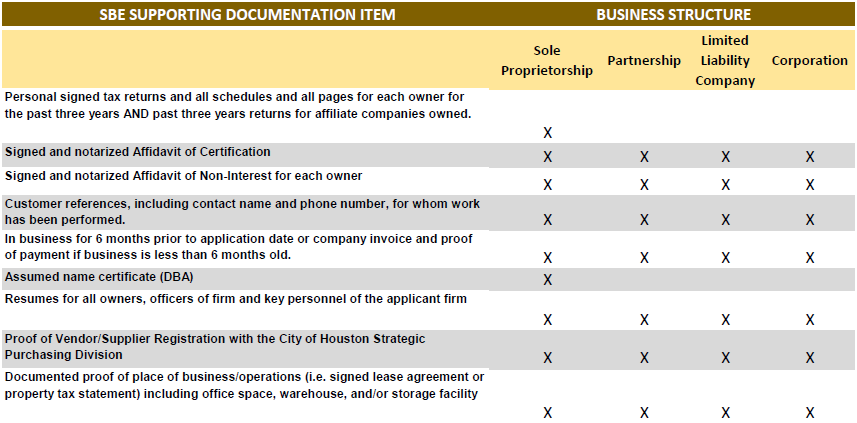 SBE SUPPORTING DOCUMENTATION ITEM BUSINESS STRUCTURE
Sole Proprietorship Partnership Limited Liability Company Corporation
Personal signed tax returns and all schedules and all pages for each owner for
the past three years AND past three years returns for affiliate companies owned.
X
Signed and notarized Affidavit of Certification X X X X
Signed and notarized Affidavit of Non-Interest for each owner
X X X X
Customer references, including contact name and phone number, for whom work
has been performed. X X X X
In business for 6 months prior to application date or company invoice and proof
of payment if business is less than 6 months old. X X X X
Assumed name certificate (DBA) X
Resumes for all owners, officers of firm and key personnel of the applicant firm
X X X X
Proof of Vendor/Supplier Registration with the City of Houston Strategic
Purchasing Division X X X X
Documented proof of place of business/operations (i.e. signed lease agreement or
property tax statement) including office space, warehouse, and/or storage facility
X X X X